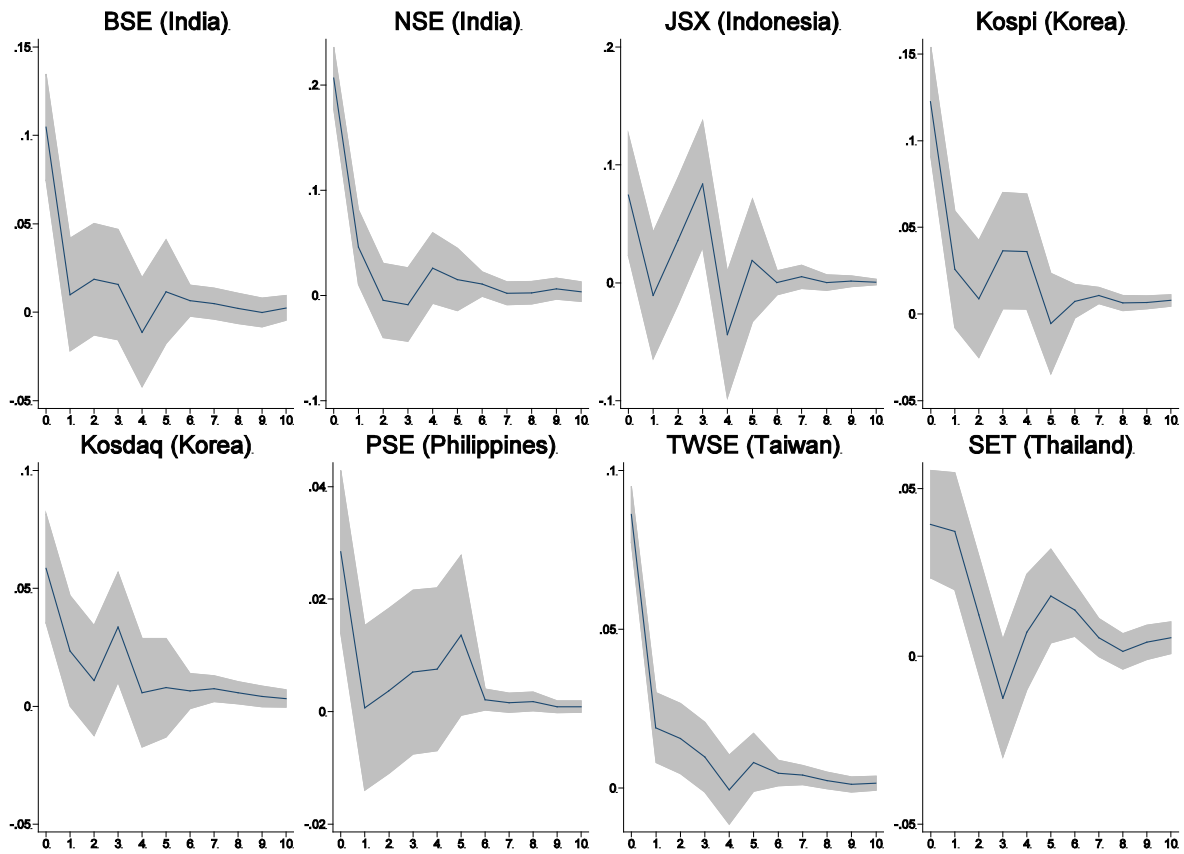 BSE (India).
.15
.1
.05
0
-.05
0. 1. 2. 3. 4. 5. 6. 7. 8. 9. 10.
NSE (India).
.2
.1
0
-.1
0. 1. 2. 3. 4. 5. 6. 7. 8. 9. 10.
JSX (Indonesia).
.2
.1
0
-.1
0. 1. 2. 3. 4. 5. 6. 7. 8. 9. 10.
Kospi (Korea).
.15
.1
.05
0
-.05
0. 1. 2. 3. 4. 5. 6. 7. 8. 9. 10.
Kosdaq (Korea).
.1
.05
0
-.05
0. 1. 2. 3. 4. 5. 6. 7. 8. 9. 10.
PSE (Philippines).
.04
.02
0
-.02
0. 1. 2. 3. 4. 5. 6. 7. 8. 9. 10.
TWSE (Taiwan).
.1
.05
0
0. 1. 2. 3. 4. 5. 6. 7. 8. 9. 10.
SET (Thailand).
.05
0
-.05
0. 1. 2. 3. 4. 5. 6. 7. 8. 9. 10.